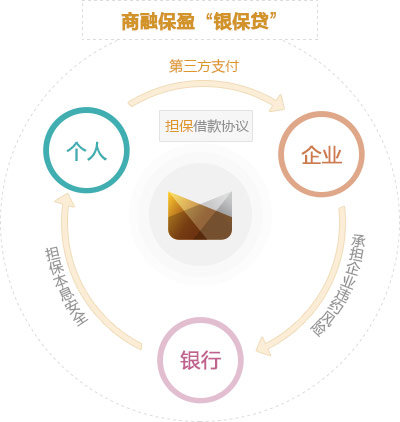 商融保盈“银保贷”
第三方支付
担保借款协议
个人
企业
担保本息安全
承担企业违约风险
银行